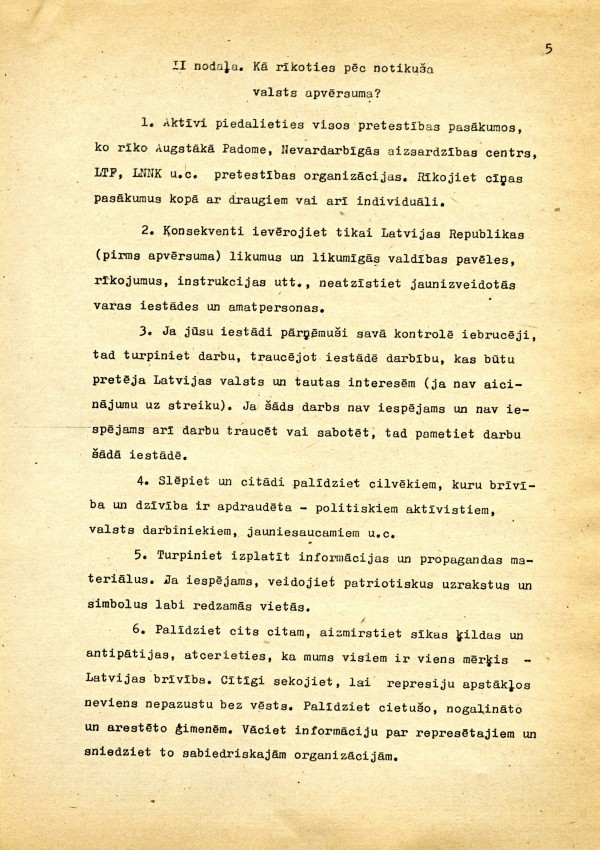 5
II nodaļa. Kā rīkoties pēc notikuša
valsts apvērsuma?
1. Aktīvi piedalieties visos pretestības pasākumos,
ko rīko Augstākā Padome, Nevardarbīgās aizsardzības centrs,
LTF, LNNK u.c. pretestības organizācijas. Rīkojiet cīņas
pasākumus kopā ar draugiem vai arī individuāli.
2. Ķonsekventi ievērojiet tikai Latvijas Republikas
(pirms apvērsuma) likumus un likumīgās valdības pavēles,
rīkojumus, instrukcijas utt., neatzīstiet jaunizveidotās
varas iestādes un amatpersonas.
3. Ja jūsu iestādi pārņēmuši savā kontrolē iebrucēji,
tad turpiniet darbu, traucējot iestādē darbību, kas būtu
pretēja Latvijas valsts un tautas interesēm (ja nav aici-
nājumu uz streiku). Ja šāds darbs nav iespējams un nav ie-
spējams arī darbu traucēt vai sabotēt, tad pametiet darbu
šādā iestādē.
4. Slēpiet un citādi palīdziet cilvēkiem, kuru brīvī-
ba un dzīvība ir apdraudēta - politiskiem aktīvistiem,
valsts darbiniekiem, jauniesaucamiem u.c.
5. Turpiniet izplatīt informācijas un propagandas ma-
teriālus. Ja iespējams, veidojiet patriotiskus uzrakstus un
simbolus labi redzamās vietās.
6. Palīdziet cits citam, aizmirstiet sīkas ķildas un
antipātijas, atcerieties, ka mums visiem ir viens mērķis -
Latvijas brīvība. Cītīgi sekojiet, lai represiju apstākļos
neviens nepazustu bez vēsts. Palīdziet cietušo, nogalināto
un arestēto ģimenēm. Vāciet informāciju par represētajiem un
sniedziet to sabiedriskajām organizācijām.